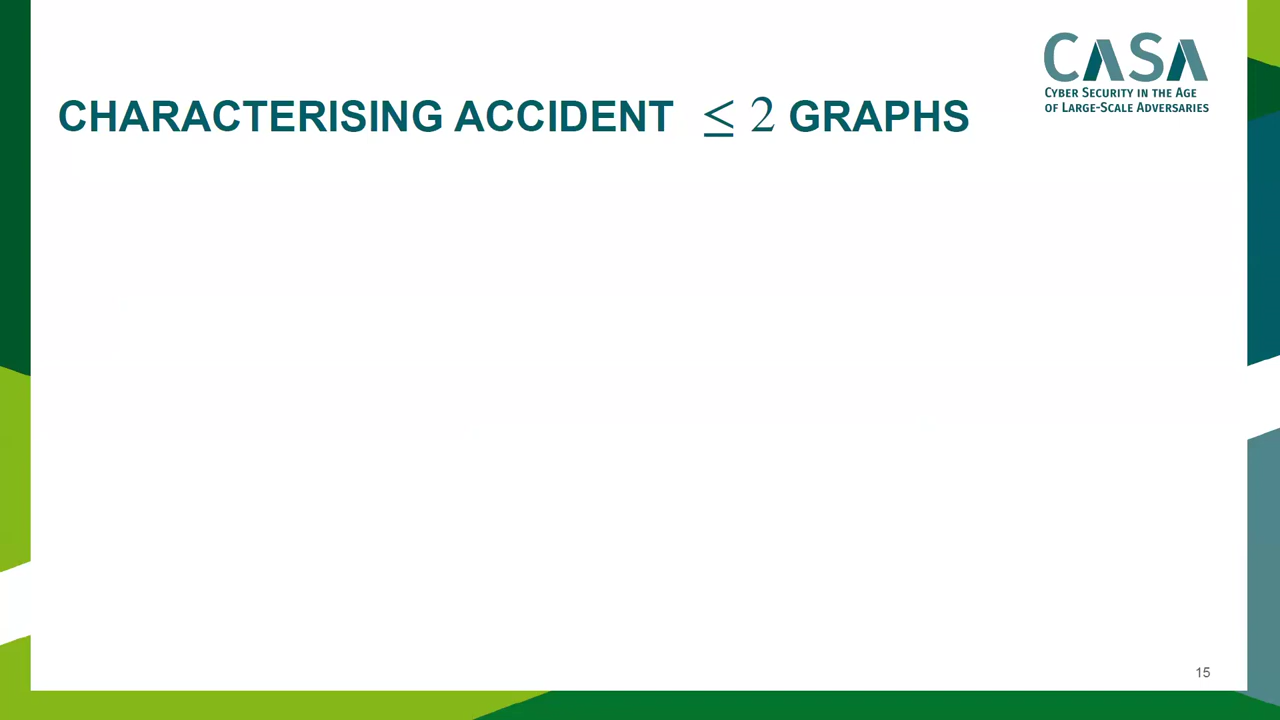 CASA
CYBER SECURITY IN THE AGE
OF LARGE-SCALE ADVERSARIES
CHARACTERISING ACCIDENT ≤ 2 GRAPHS
15